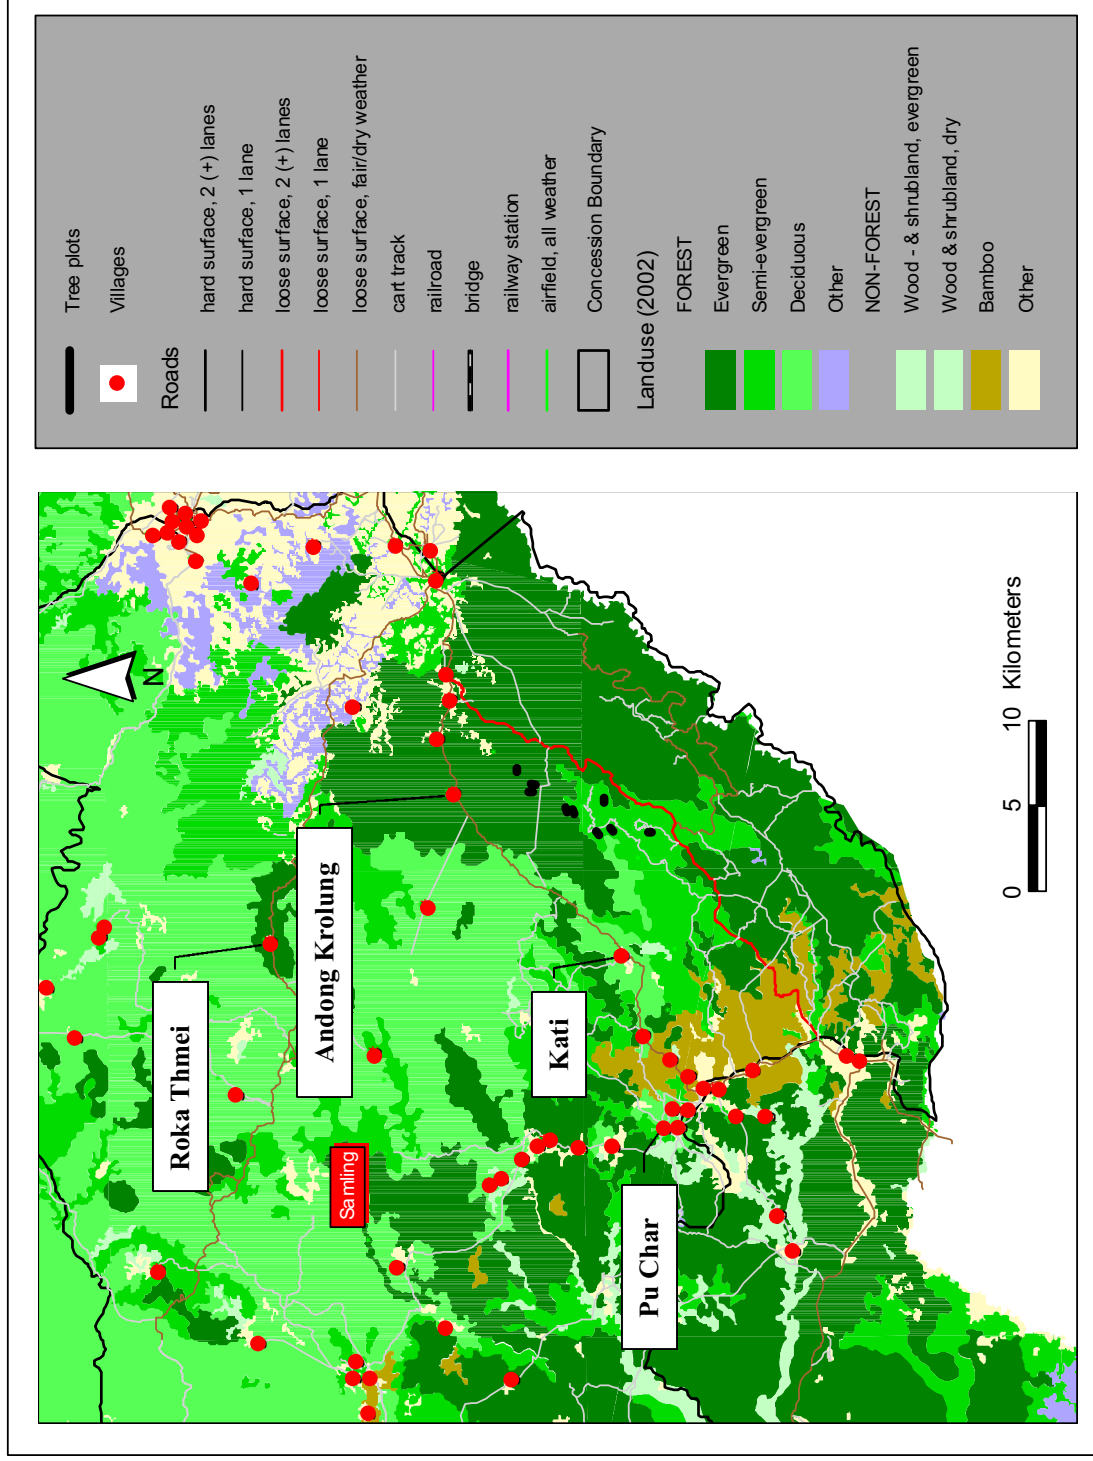 Tree plots
Villages
Roads
hard surface, 2 (+) lanes
hard surface, 1 lane
loose surface, 2 (+) lanes
loose surface, 1 lane
loose surface, fair/dry weather
cart track
railroad
bridge
railway station
airfield, all weather
Concession Boundary
Landuse (2002)
FOREST
Evergreen
Semi-evergreen
Deciduous
Other
NON-FOREST
Wood - & shrubland, evergreen
Wood & shrubland, dry
Bamboo
Other
N
Roka Thmei
Andong Krolung
Samling
Kati
Pu Char
0 5 10 Kilometers